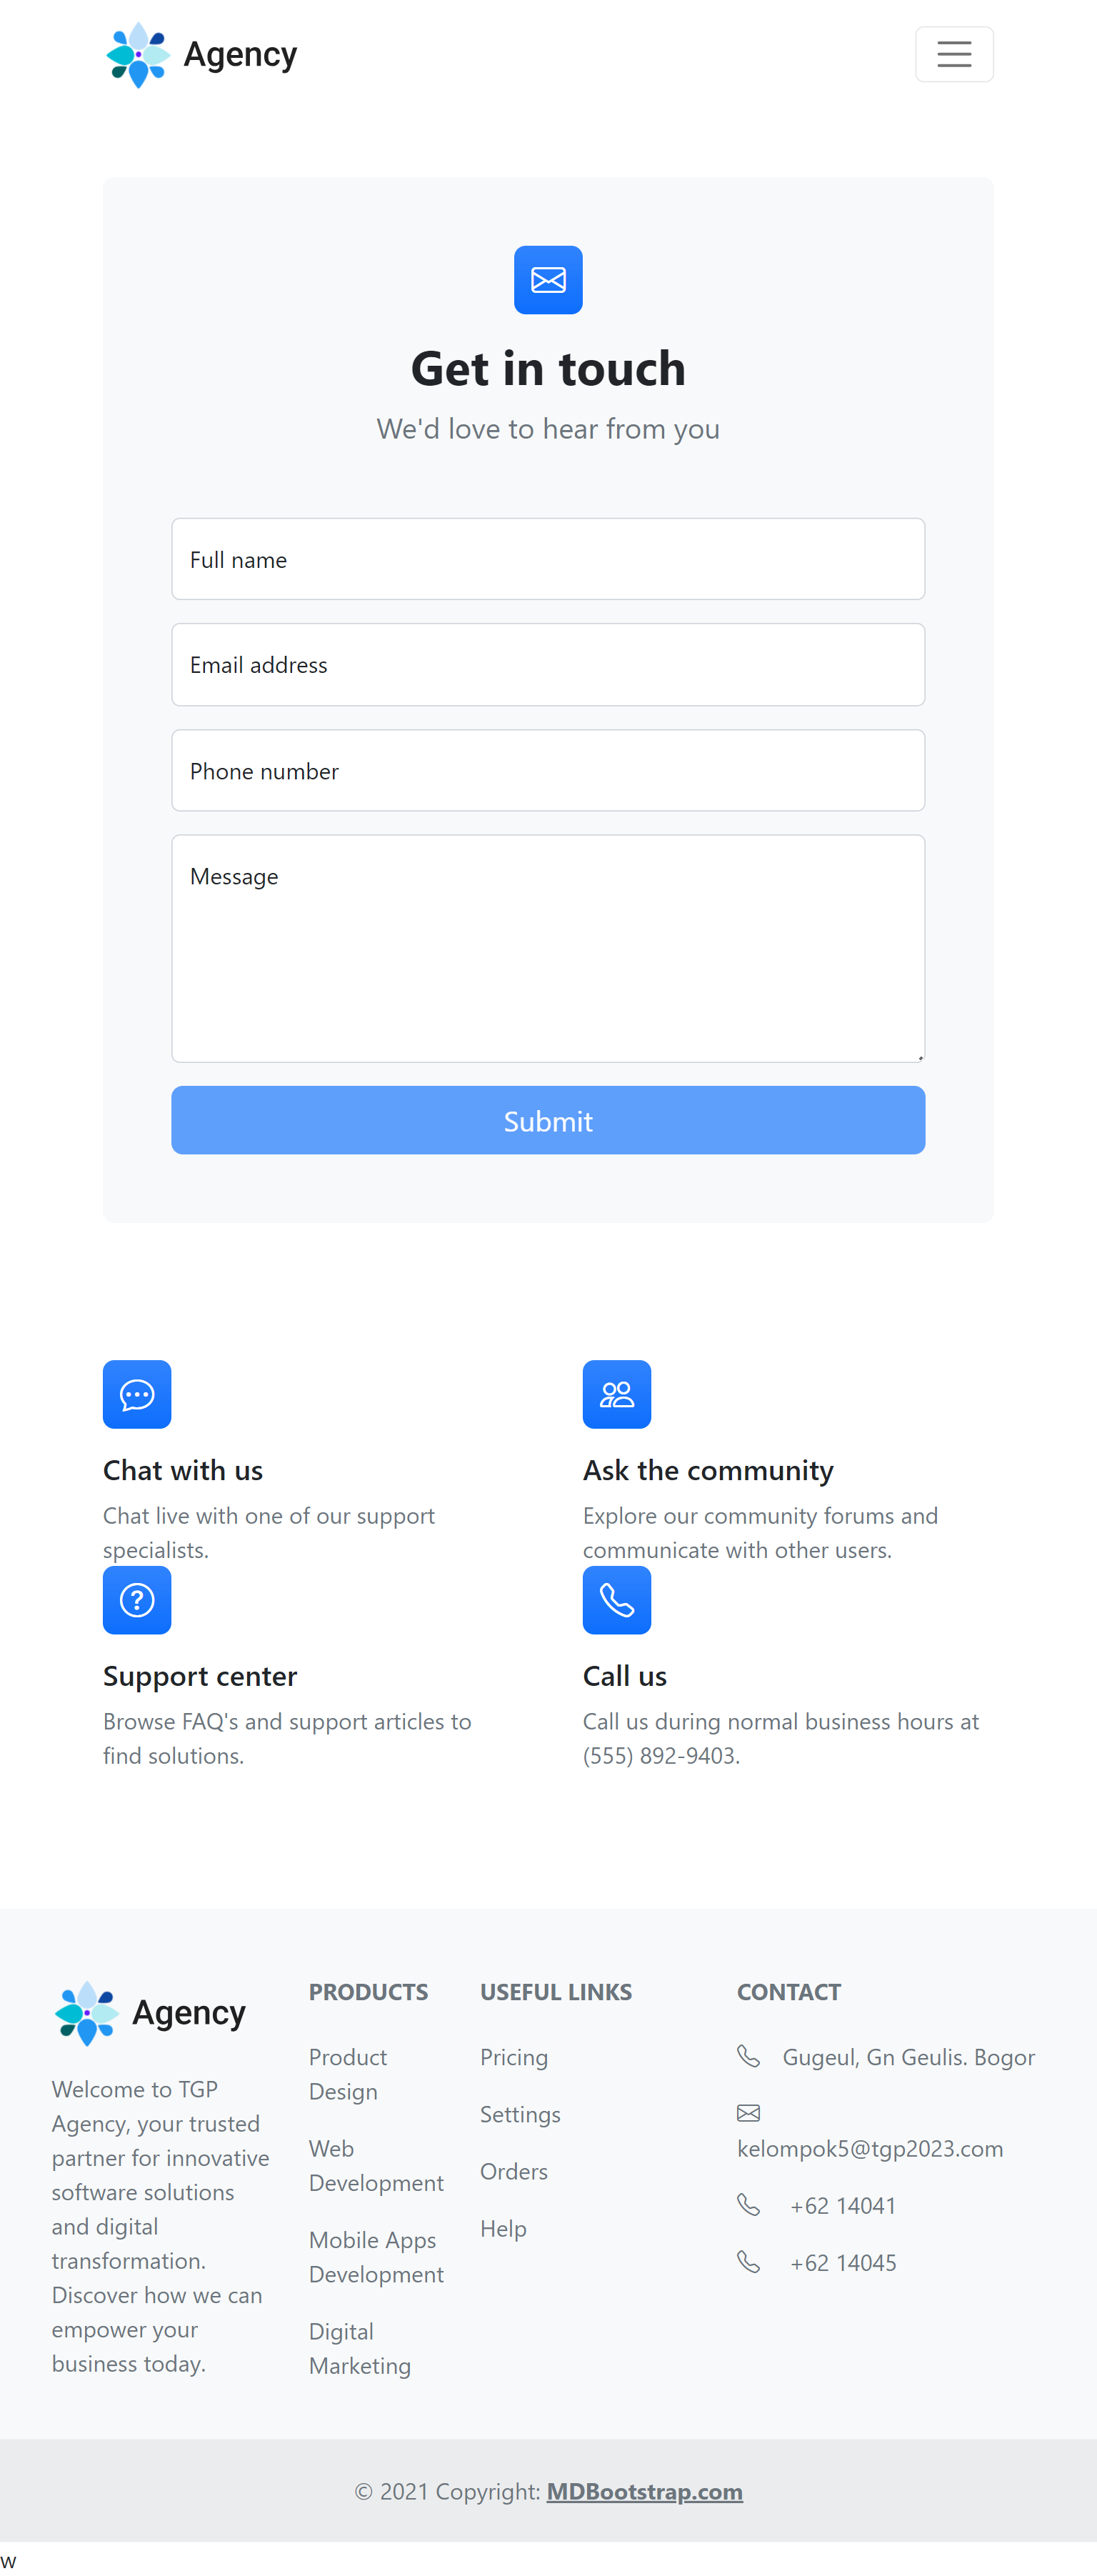 Agency
Get in touch
We'd love to hear from you
Full name
Email address
Phone number
Message
Submit
Chat with us
Chat live with one of our support
specialists.
Ask the community
Explore our community forums and
communicate with other users.
Support center
Browse FAQ's and support articles to
find solutions.
Call us
Call us during normal business hours at
(555) 892-9403.
Agency
Welcome to TGP
Agency, your trusted
partner for innovative
software solutions
and digital
transformation.
Discover how we can
empower your
business today.
PRODUCTS
Product
Design
Web
Development
Mobile Apps
Development
Digital
Marketing
USEFUL LINKS
Pricing
Settings
Orders
Help
CONTACT
Gugeul, Gn Geulis. Bogor
kelompok5@tgp2023.com
+62 14041
+62 14045
© 2021 Copyright: MDBootstrap.com
w